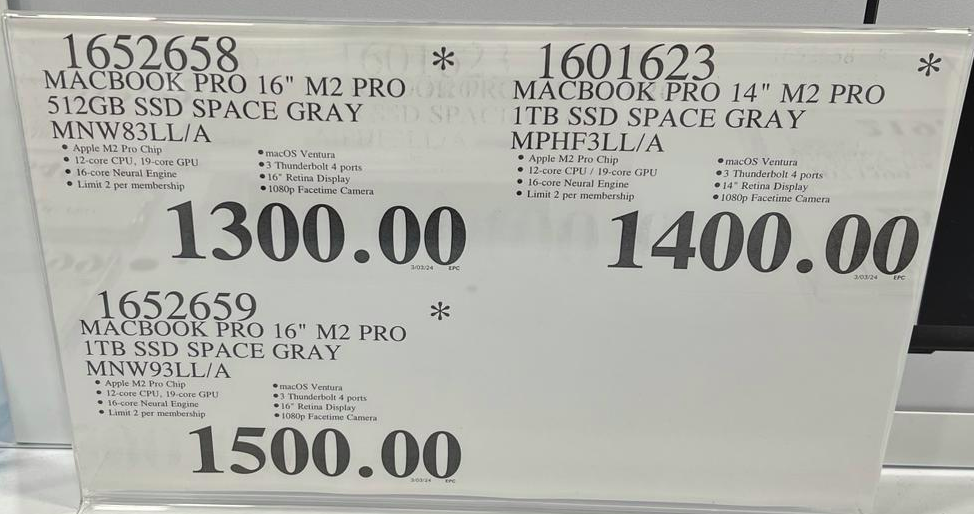 1652658 *
MACBOOK PRO 16" M2 PRO
512GB SSD SPACE GRAY
MNW83LL/A
• Apple M2 Pro Chip
• 12-core CPU, 19-core GPU
• 16-core Neural Engine
• Limit 2 per membership
• macOS Ventura
• 3 Thunderbolt 4 ports
• 16" Retina Display
• 1080p Facetime Camera
1300.00
3/03/24 EPC
1601623 *
MACBOOK PRO 14" M2 PRO
1TB SSD SPACE GRAY
MPHF3LL/A
• Apple M2 Pro Chip
• 12-core CPU / 19-core GPU
• 16-core Neural Engine
• Limit 2 per membership
• macOS Ventura
• 3 Thunderbolt 4 ports
• 14" Retina Display
• 1080p Facetime Camera
1400.00
3/03/24 EPC
1652659 *
MACBOOK PRO 16" M2 PRO
1TB SSD SPACE GRAY
MNW93LL/A
• Apple M2 Pro Chip
• 12-core CPU, 19-core GPU
• 16-core Neural Engine
• Limit 2 per membership
• macOS Ventura
• 3 Thunderbolt 4 ports
• 16" Retina Display
• 1080p Facetime Camera
1500.00
3/03/24 EPC